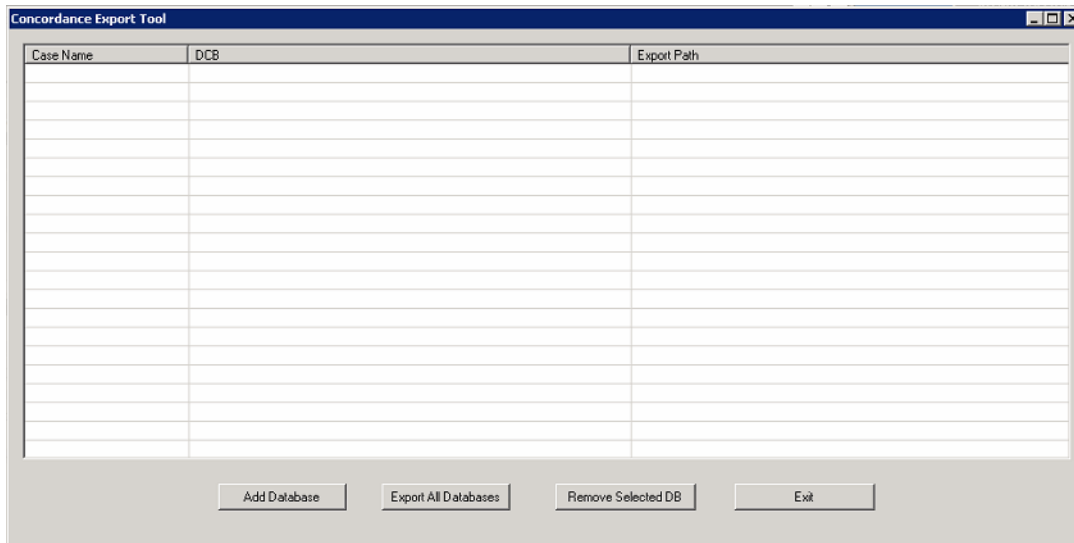 Concordance Export Tool
Case Name DCB Export Path
Add Database Export All Databases Remove Selected DB Exit